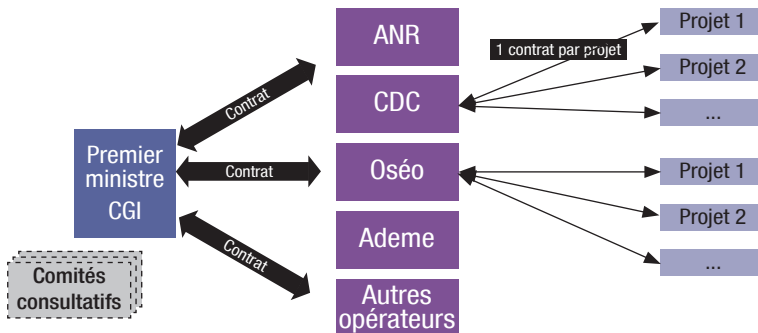 Premier
ministre
CGI
Comités
consultatifs
Contrat
Contrat
Contrat
ANR
CDC
Oséo
Ademe
Autres
opérateurs
1 contrat par projet
Projet 1
Projet 2
...
Projet 1
Projet 2
...